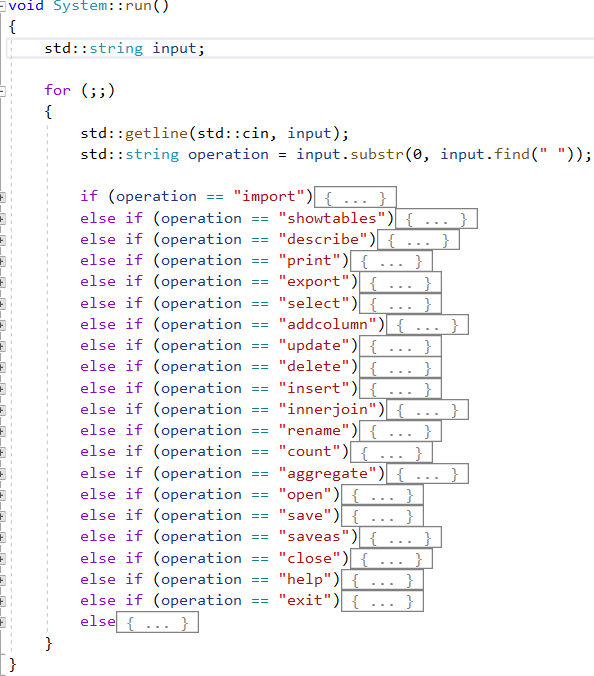 void System::run()
{
    std::string input;
    for (;;)
    {
        std::getline(std::cin, input);
        std::string operation = input.substr(0, input.find(" "));
        if (operation == "import"){ ... }
        else if (operation == "showtables"){ ... }
        else if (operation == "describe"){ ... }
        else if (operation == "print"){ ... }
        else if (operation == "export"){ ... }
        else if (operation == "select"){ ... }
        else if (operation == "addcolumn"){ ... }
        else if (operation == "update"){ ... }
        else if (operation == "delete"){ ... }
        else if (operation == "insert"){ ... }
        else if (operation == "innerjoin"){ ... }
        else if (operation == "rename"){ ... }
        else if (operation == "count"){ ... }
        else if (operation == "aggregate"){ ... }
        else if (operation == "open"){ ... }
        else if (operation == "save"){ ... }
        else if (operation == "saveas"){ ... }
        else if (operation == "close"){ ... }
        else if (operation == "help"){ ... }
        else if (operation == "exit"){ ... }
        else{ ... }
    }
}